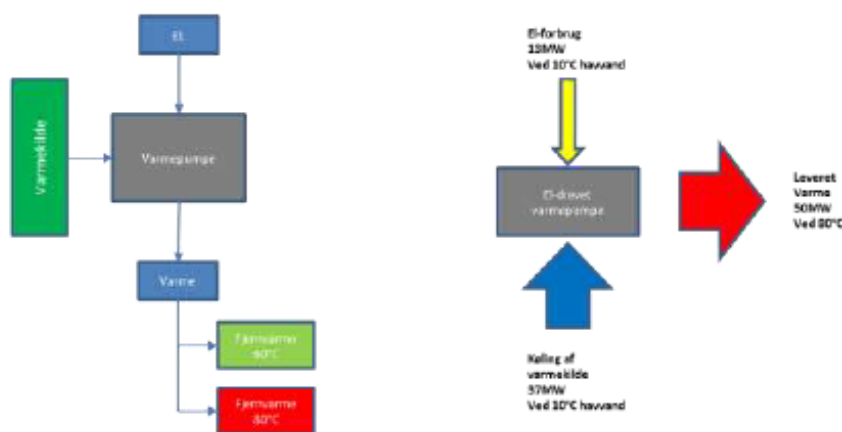 El
Varmekilde
Varmepumpe
Varme
Fjernvarme
60°C
Fjernvarme
80°C
El-forbrug
13MW
Ved 10°C havvand
El-drevet
varmepumpe
Leveret
Varme
50MW
Ved 80°C
Køling af
varmekilde
37MW
Ved 10°C havvand